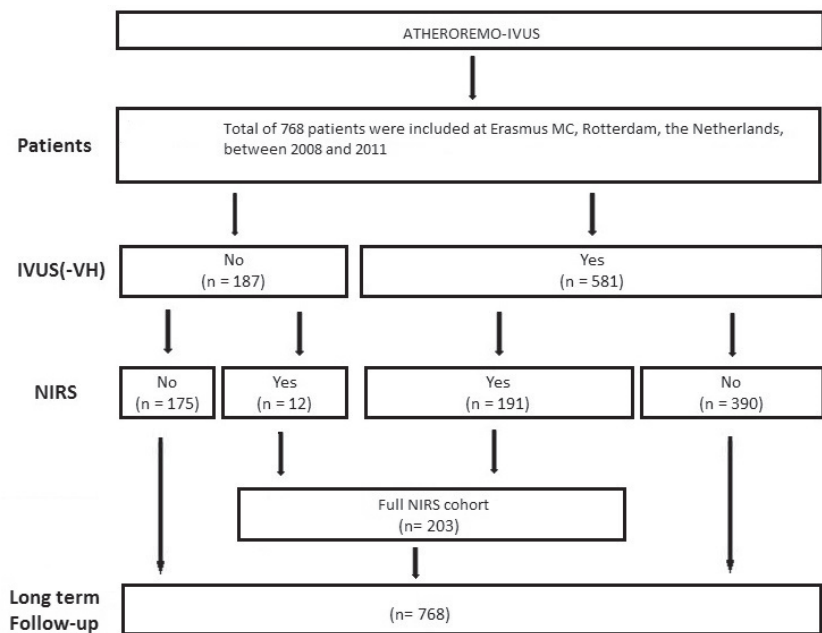 ATHEROREMO-IVUS
Patients
Total of 768 patients were included at Erasmus MC, Rotterdam, the Netherlands,
between 2008 and 2011
IVUS(-VH)
No
(n = 187)
Yes
(n = 581)
NIRS
No
(n = 175)
Yes
(n = 12)
Yes
(n = 191)
No
(n = 390)
Full NIRS cohort
(n= 203)
Long term
Follow-up
(n= 768)